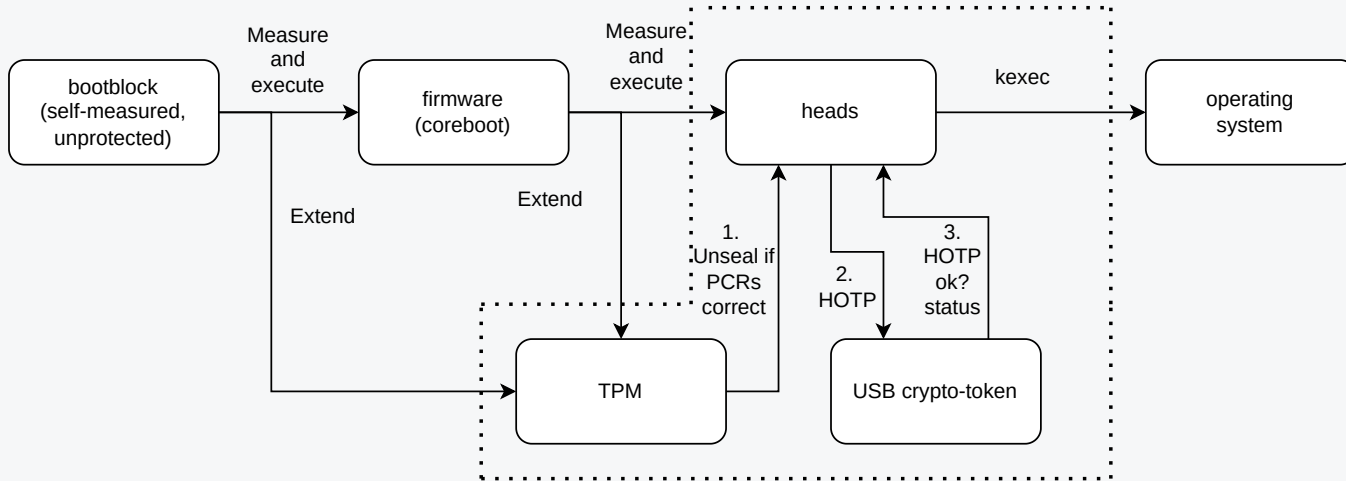 bootblock
(self-measured,
unprotected)
Measure
and
execute
firmware
(coreboot)
Measure
and
execute
heads
kexec
operating
system
Extend
Extend
1.
Unseal if
PCRs
correct
2.
HOTP
3.
HOTP
ok?
status
TPM
USB crypto-token